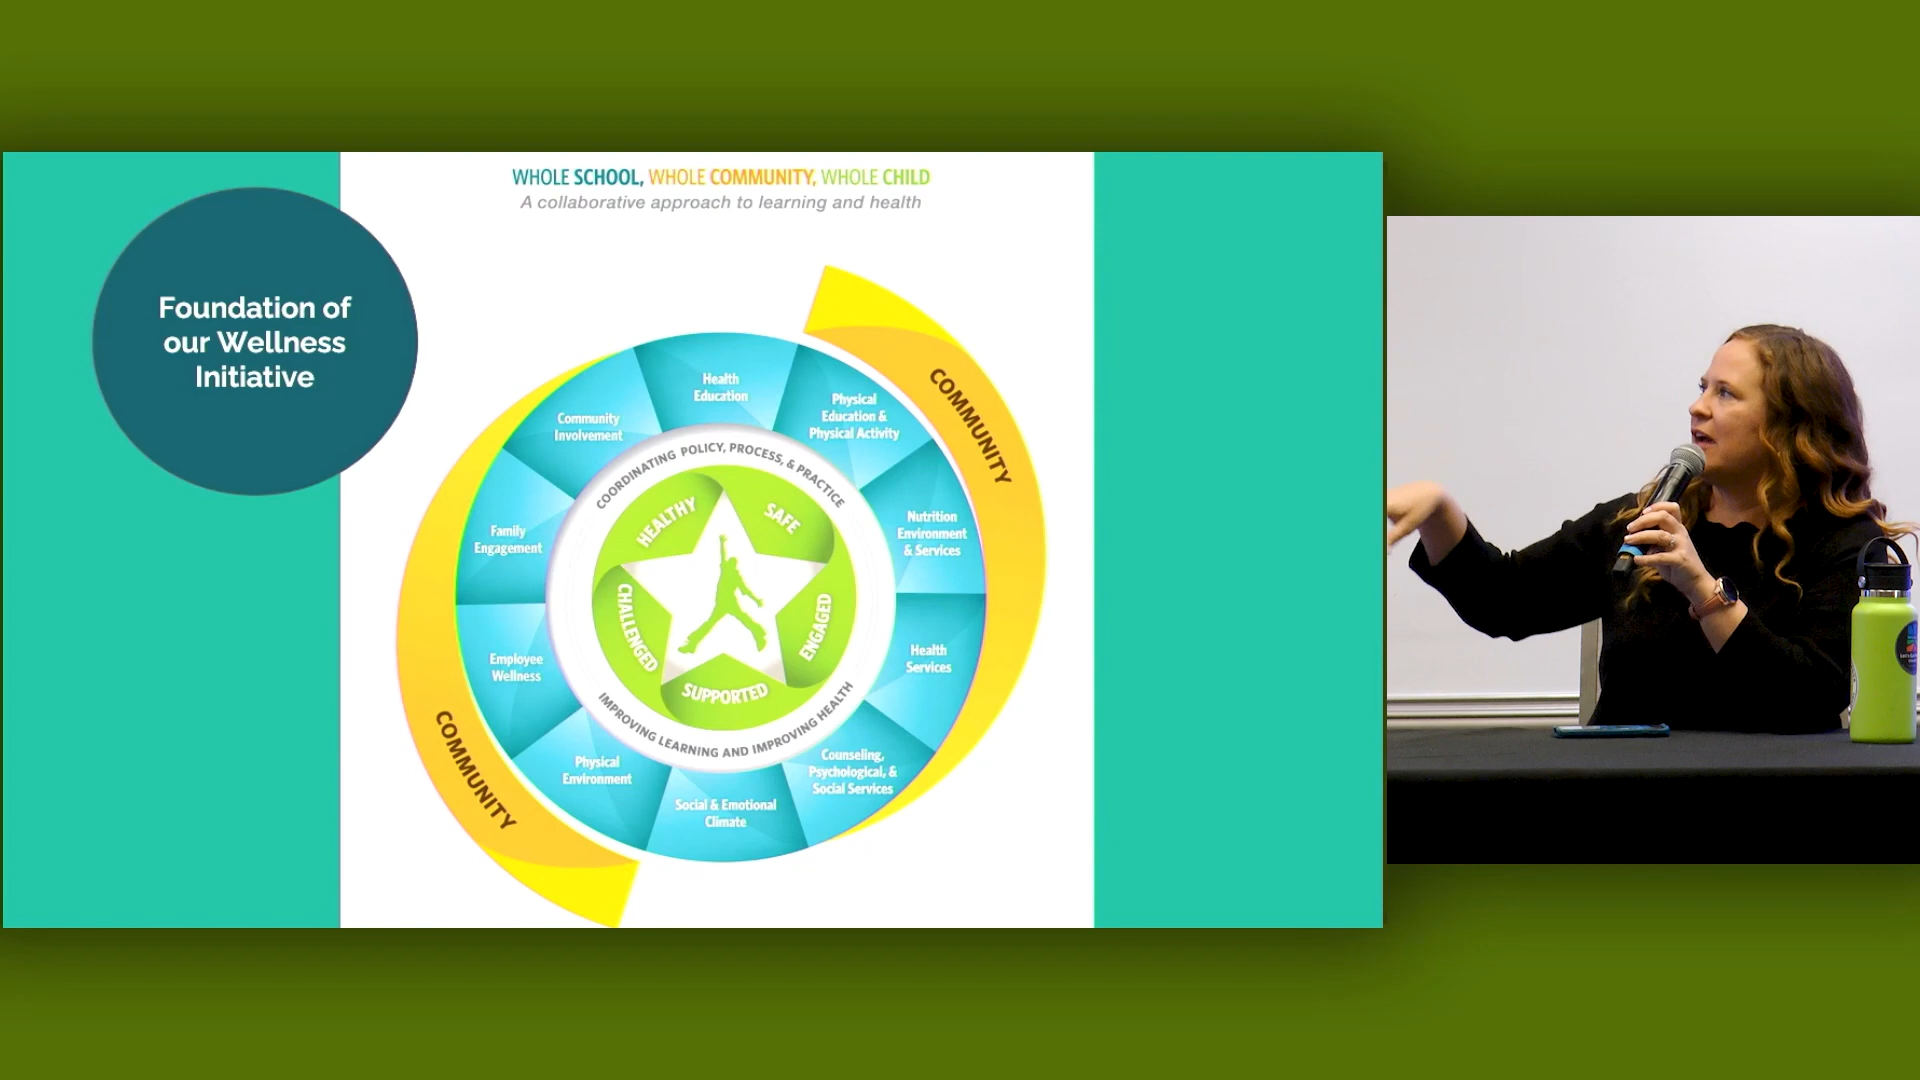 WHOLE SCHOOL, WHOLE COMMUNITY, WHOLE CHILD
A collaborative approach to learning and health
Foundation of
our Wellness
Initiative
COMMUNITY
Health
Education
Physical
Education &
Physical Activity
Nutrition
Environment
& Services
Health
Services
Counseling,
Psychological, &
Social Services
Social & Emotional
Climate
Physical
Environment
Employee
Wellness
Family
Engagement
Community
Involvement
COORDINATING POLICY, PROCESS, & PRACTICE
IMPROVING LEARNING AND IMPROVING HEALTH
HEALTHY
SAFE
ENGAGED
SUPPORTED
CHALLENGED
COMMUNITY